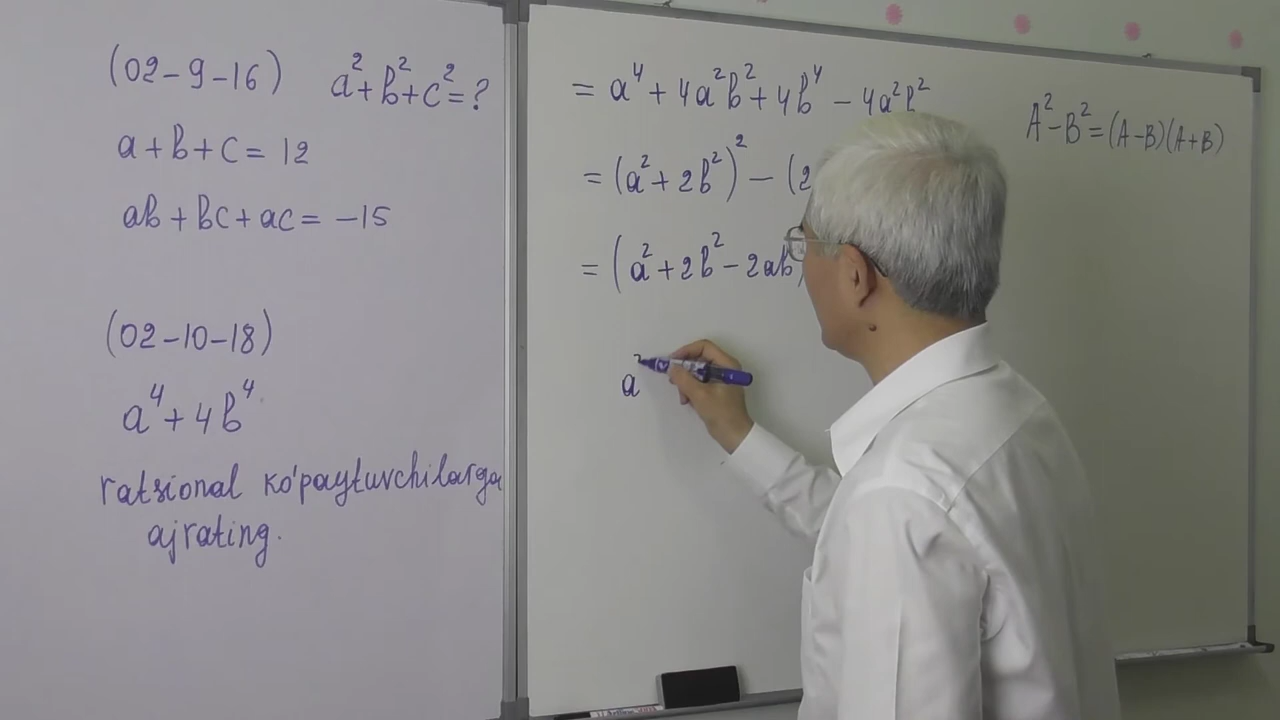 (02-9-16) a²+b²+c²=?
a+b+c=12
ab+bc+ac=-15
(02-10-18)
a⁴+4b⁴
ratsional ko'paytuvchilarga
ajrating.
=a⁴+4a²b²+4b⁴-4a²b²
=(a²+2b²)²-(2
=(a²+2b²-2ab)
a²
A²-B²=(A-B)(A+B)